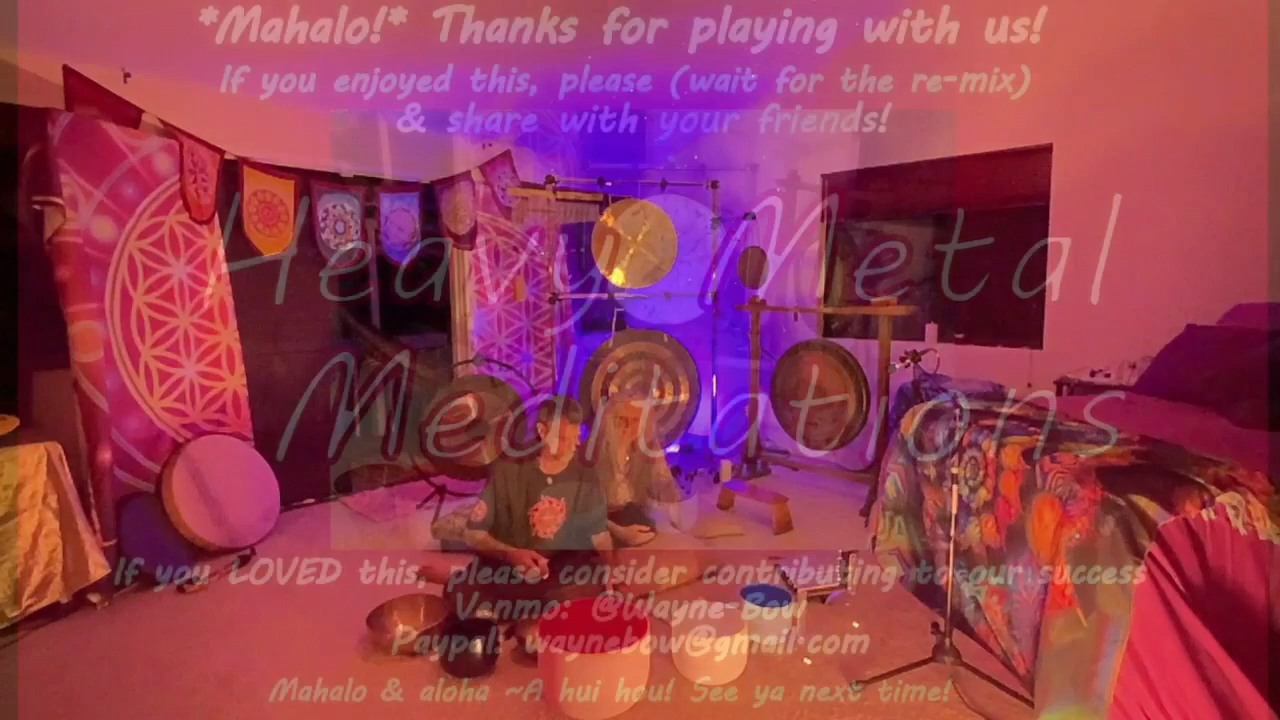 *Mahalo!* Thanks for playing with us!
If you enjoyed this, please (wait for the re-mix)
& share with your friends!
Heavy Metal
Meditations
If you LOVED this, please consider contributing to our success
Venmo: @Wayne-Bow
Paypal: waynebow@gmail.com
Mahalo & aloha ~A hui hou! See ya next time!